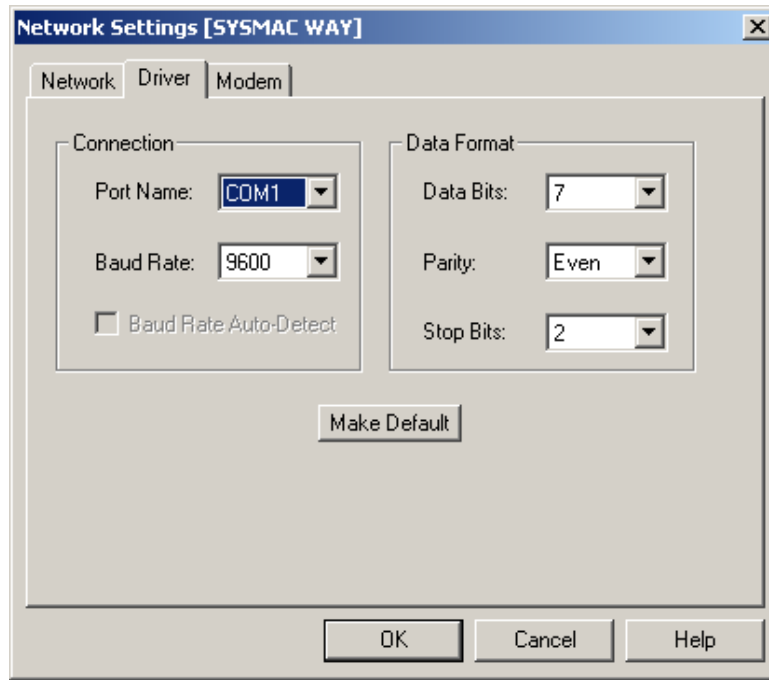 Network Settings [SYSMAC WAY]
Network Driver Modem
Connection
Port Name: COM1
Baud Rate: 9600
Baud Rate Auto-Detect
Data Format
Data Bits: 7
Parity: Even
Stop Bits: 2
Make Default
OK Cancel Help